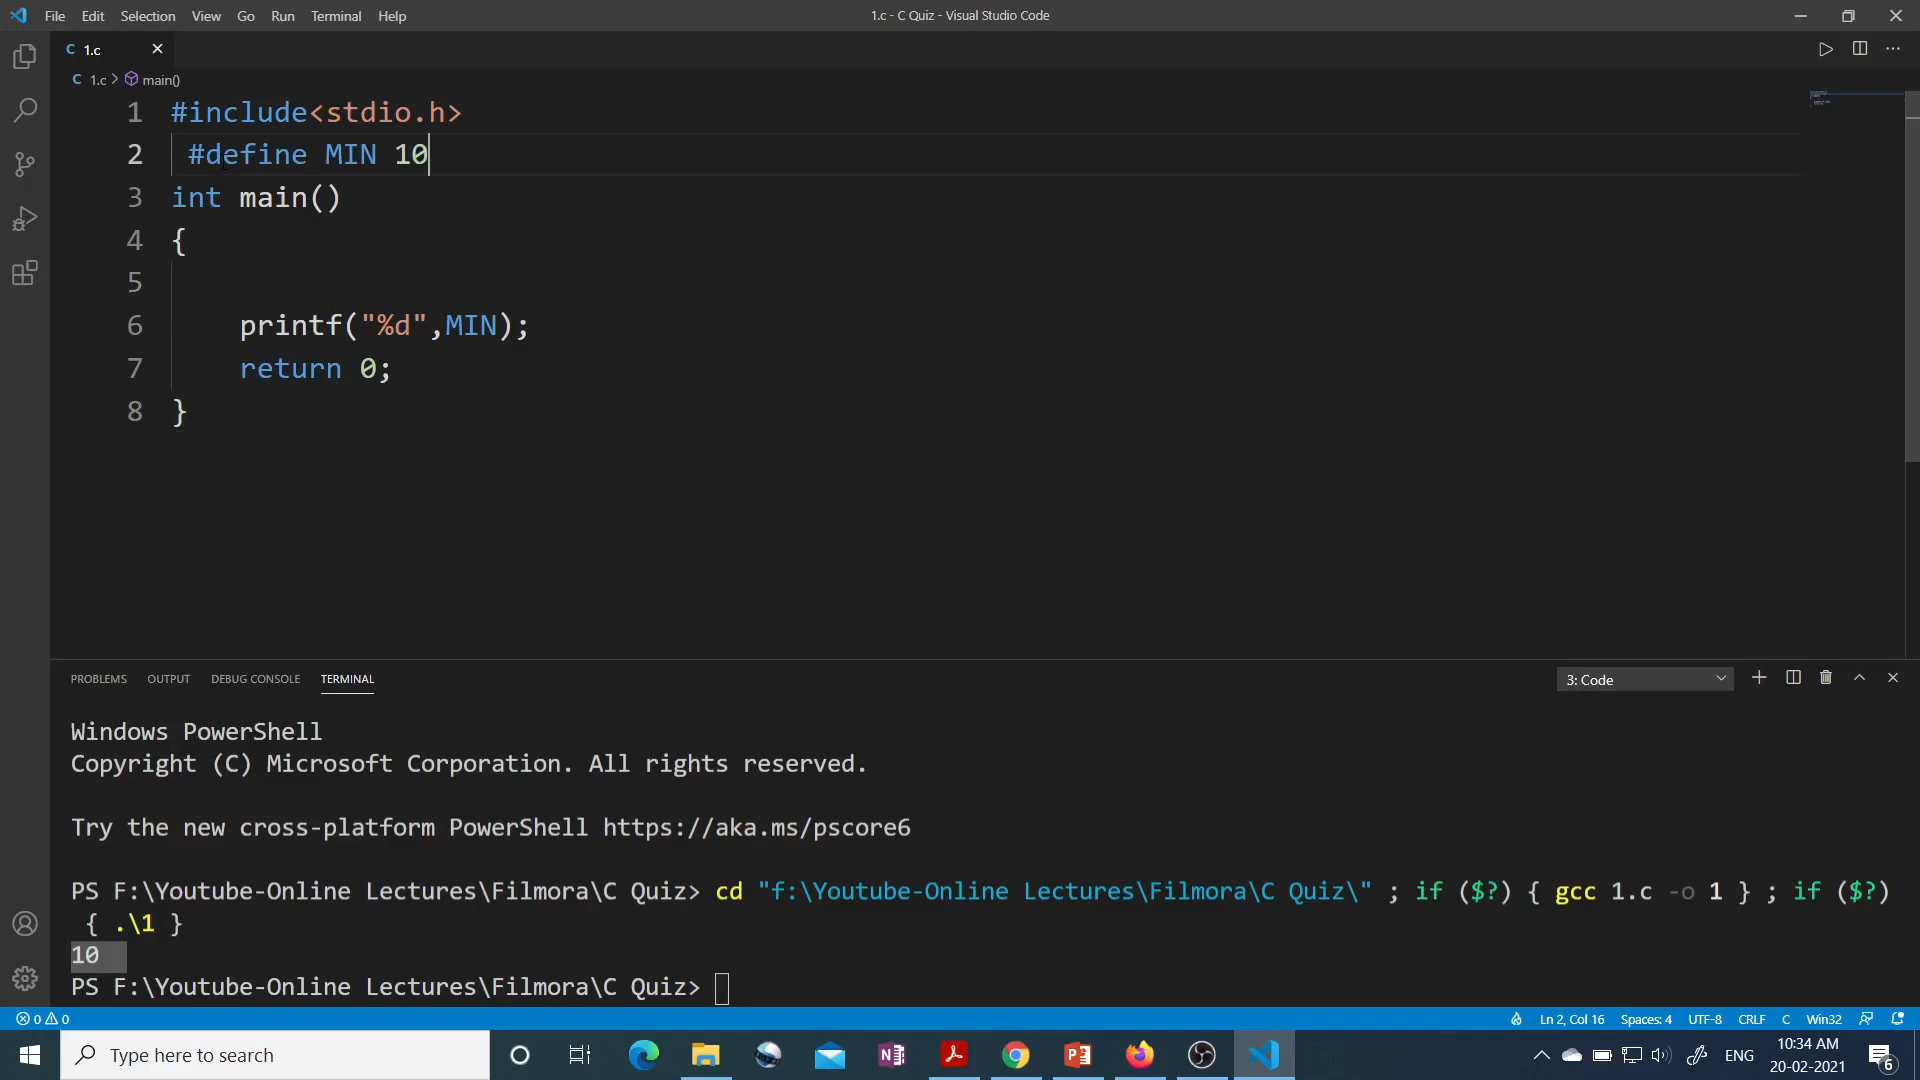 File Edit Selection View Go Run Terminal Help
1.c - C Quiz - Visual Studio Code
C 1.c
C 1.c > main()
1 #include<stdio.h>
2 #define MIN 10
3 int main()
4 {
5
6 printf("%d",MIN);
7 return 0;
8 }
PROBLEMS OUTPUT DEBUG CONSOLE TERMINAL
3: Code
Windows PowerShell
Copyright (C) Microsoft Corporation. All rights reserved.
Try the new cross-platform PowerShell https://aka.ms/pscore6
PS F:\Youtube-Online Lectures\Filmora\C Quiz> cd "f:\Youtube-Online Lectures\Filmora\C Quiz\" ; if ($?) { gcc 1.c -o 1 } ; if ($?)
{ .\1 }
10
PS F:\Youtube-Online Lectures\Filmora\C Quiz>
0 0
Ln 2, Col 16 Spaces: 4 UTF-8 CRLF C Win32
Type here to search
ENG
10:34 AM
20-02-2021
6